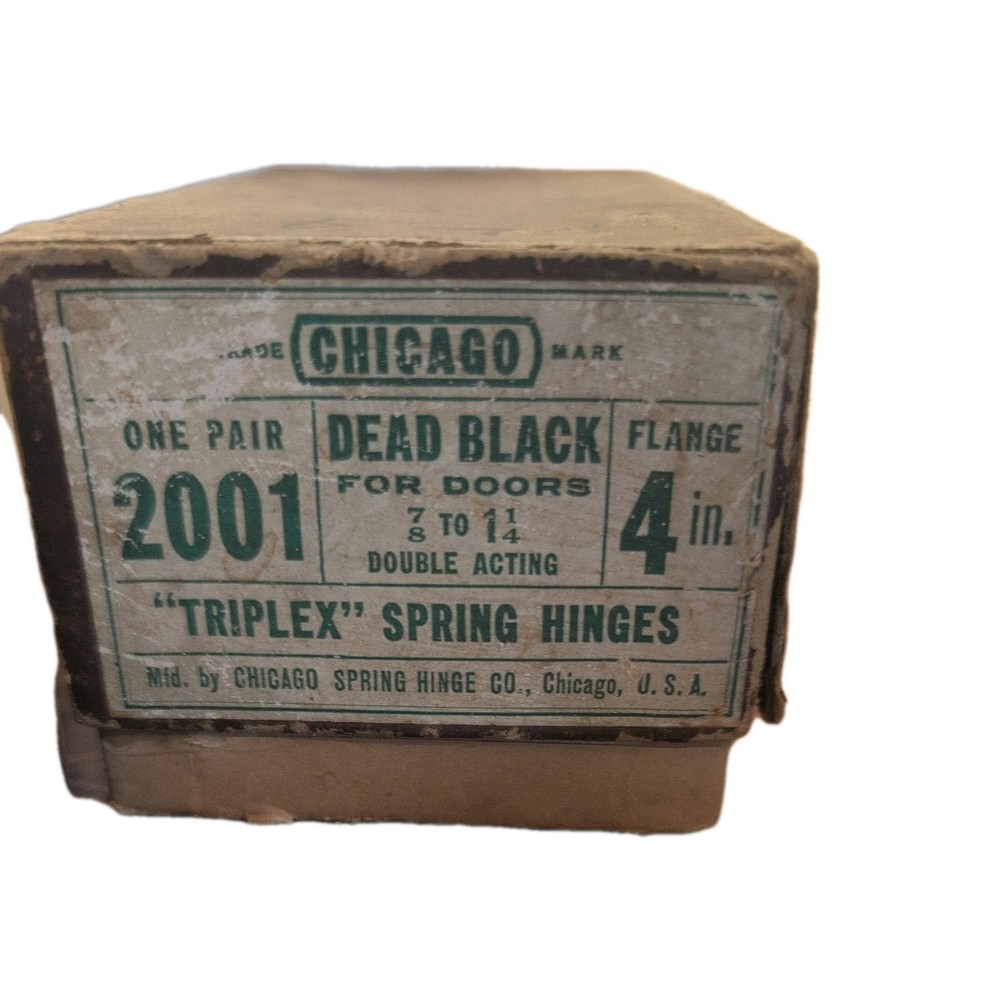 TRADE CHICAGO MARK
ONE PAIR
2001
DEAD BLACK
FOR DOORS
7/8 TO 1 1/4
DOUBLE ACTING
FLANGE
4 in.
“TRIPLEX” SPRING HINGES
Mfd. by CHICAGO SPRING HINGE CO., Chicago, U.S.A.